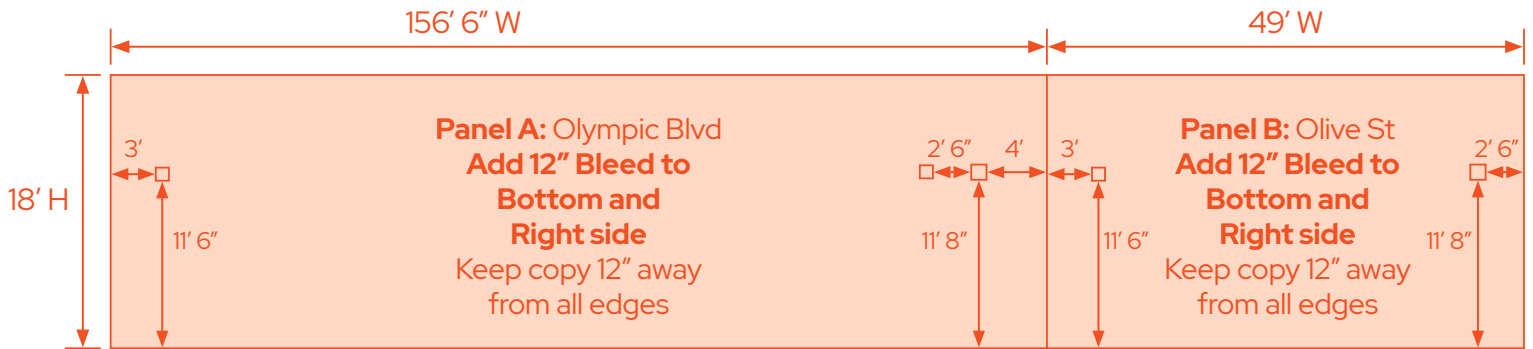 156’ 6” W
49’ W
18’ H
Panel A: Olympic Blvd
Add 12” Bleed to
Bottom and
Right side
Keep copy 12” away
from all edges
3’
11’ 6”
2’ 6”
4’
11’ 8”
Panel B: Olive St
Add 12” Bleed to
Bottom and
Right side
Keep copy 12” away
from all edges
3’
11’ 6”
2’ 6”
11’ 8”